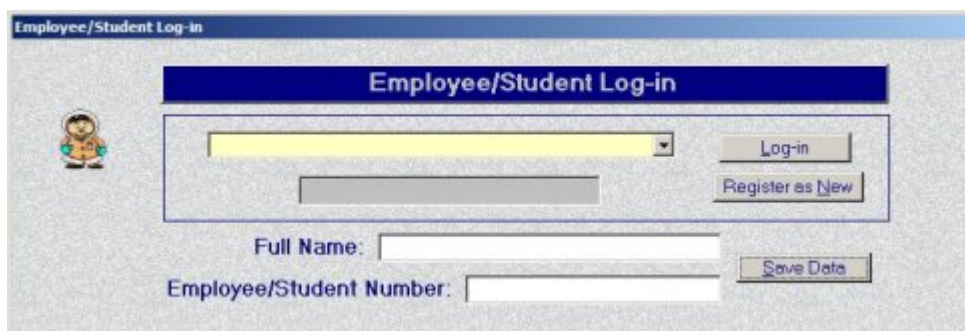 Employee/Student Log-in
Employee/Student Log-in
Log-in
Register as New
Full Name:
Save Data
Employee/Student Number: